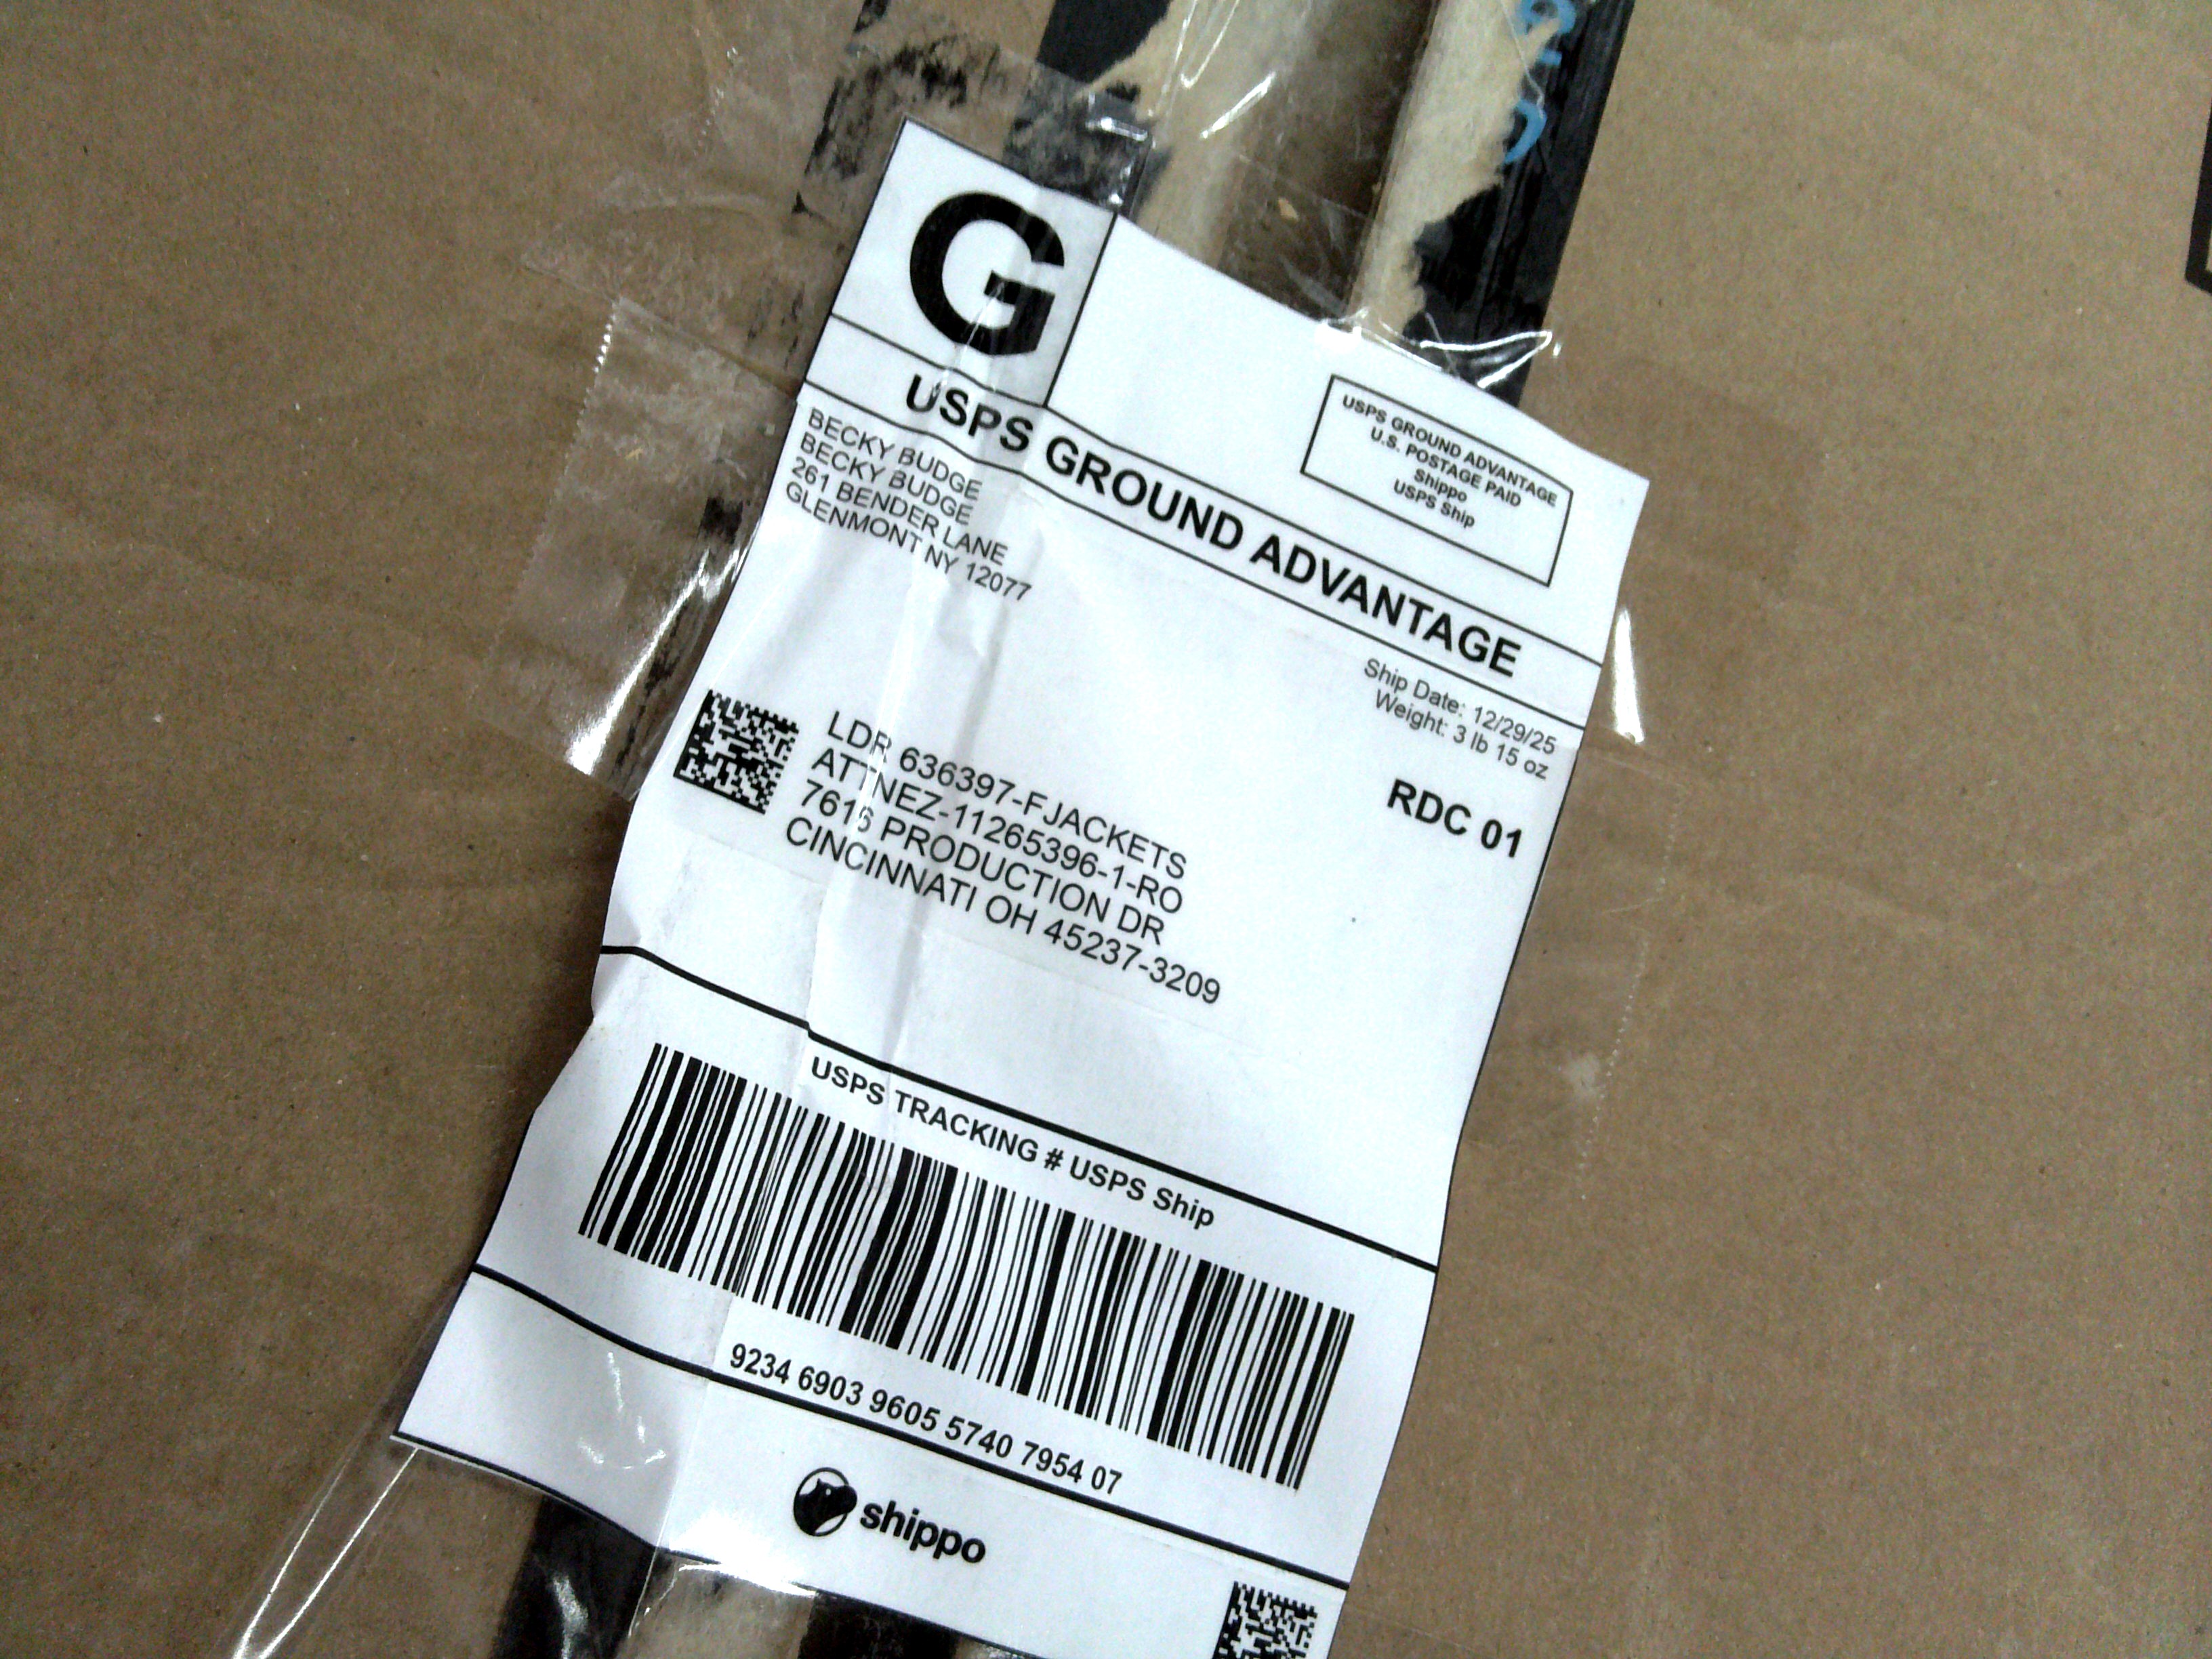 G
USPS GROUND ADVANTAGE
U.S. POSTAGE PAID
Shippo
USPS Ship
USPS GROUND ADVANTAGE
BECKY BUDGE
BECKY BUDGE
261 BENDER LANE
GLENMONT NY 12077
Ship Date: 12/29/25
Weight: 3 lb 15 oz
RDC 01
LDR 636397-FJACKETS
ATTNEZ-11265396-1-RO
7616 PRODUCTION DR
CINCINNATI OH 45237-3209
USPS TRACKING # USPS Ship
9234 6903 9605 5740 7954 07
shippo